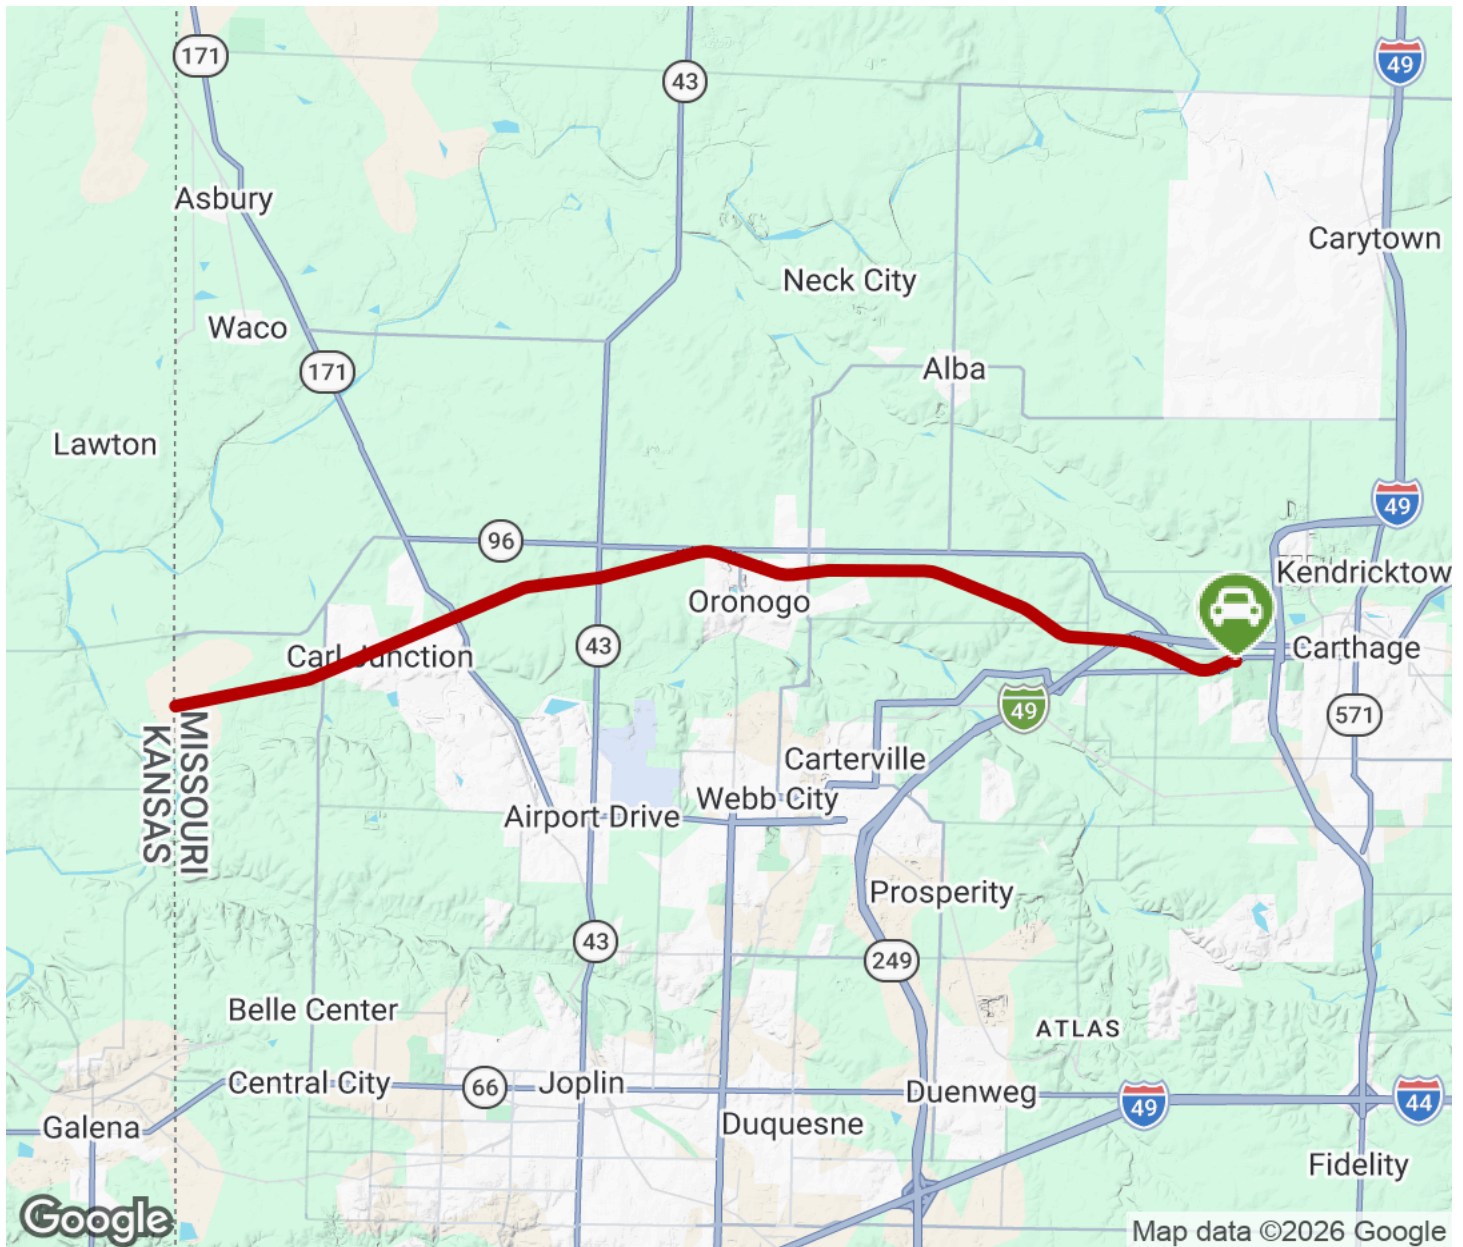 171
43
49
Asbury
Carytown
Neck City
Waco
171
Alba
Lawton
49
96
Kendricktow
Oronogo
43
Carthage
Carl Junction
MISSOURI
KANSAS
49
571
Carterville
Webb City
Airport Drive
Prosperity
43
249
Belle Center
ATLAS
Central City
66
Joplin
Duenweg
49
44
Galena
Duquesne
Fidelity
Google
Map data ©2026 Google